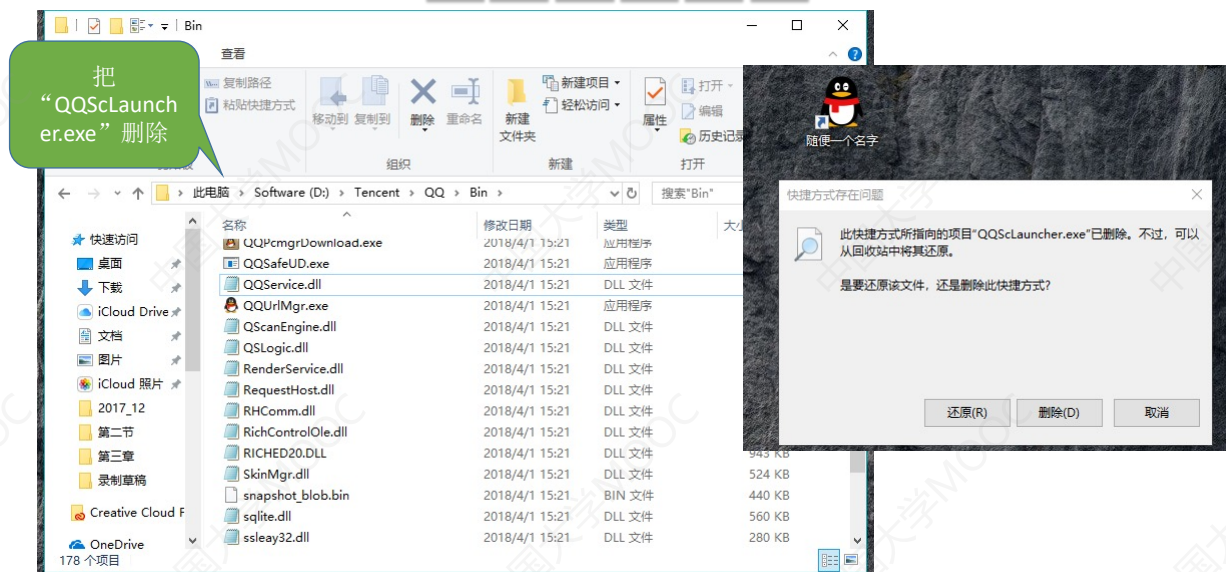 Bin
查看
把
“QQScLaunch
er.exe”删除
复制路径
粘贴快捷方式
移动到
复制到
删除
重命名
新建
文件夹
新建项目
轻松访问
属性
打开
编辑
历史记录
组织
新建
打开
此电脑 > Software (D:) > Tencent > QQ > Bin >
搜索"Bin"
名称 修改日期 类型
QQPcmgrDownload.exe 2018/4/1 15:21 应用程序
QQSafeUD.exe 2018/4/1 15:21 应用程序
QQService.dll 2018/4/1 15:21 DLL 文件
QQUrlMgr.exe 2018/4/1 15:21 应用程序
QScanEngine.dll 2018/4/1 15:21 DLL 文件
QSLogic.dll 2018/4/1 15:21 DLL 文件
RenderService.dll 2018/4/1 15:21 DLL 文件
RequestHost.dll 2018/4/1 15:21 DLL 文件
RHComm.dll 2018/4/1 15:21 DLL 文件
RichControlOle.dll 2018/4/1 15:21 DLL 文件
RICHED20.DLL 2018/4/1 15:21 DLL 文件 943 KB
SkinMgr.dll 2018/4/1 15:21 DLL 文件 524 KB
snapshot_blob.bin 2018/4/1 15:21 BIN 文件 440 KB
sqlite.dll 2018/4/1 15:21 DLL 文件 560 KB
ssleay32.dll 2018/4/1 15:21 DLL 文件 280 KB
快速访问
桌面
下载
iCloud Drive
文档
图片
iCloud 照片
2017_12
第二节
第三章
录制草稿
Creative Cloud F
OneDrive
178 个项目
随便一个名字
快捷方式存在问题
此快捷方式所指向的项目"QQScLauncher.exe"已删除。不过，可以
从回收站中将其还原。
是要还原该文件，还是删除此快捷方式?
还原(R)
删除(D)
取消
中国大学MOOC